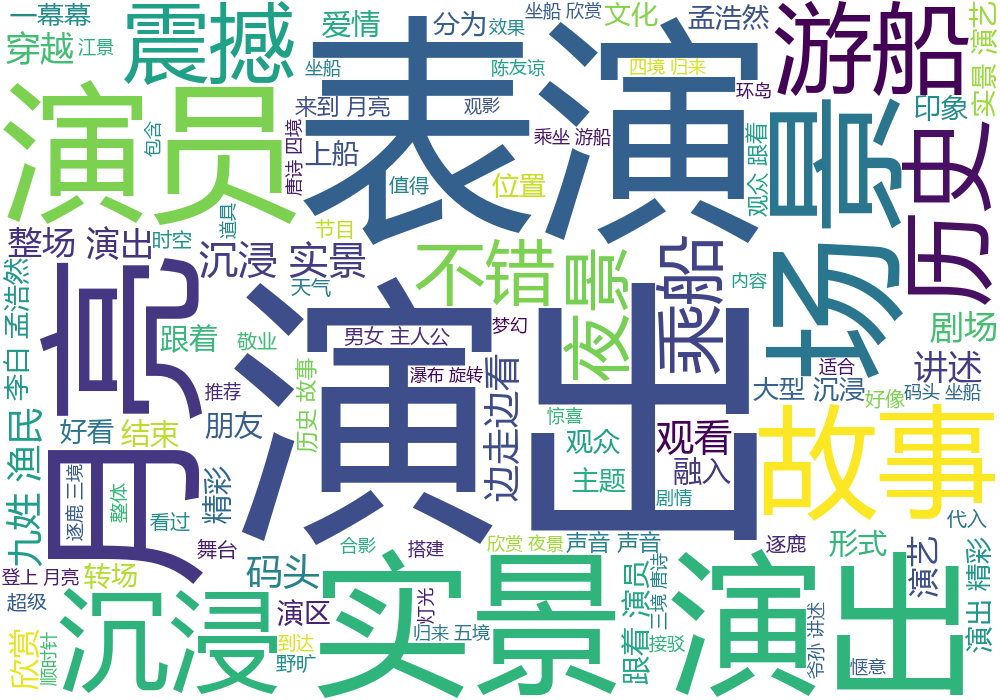 一幕幕
震撼
爱情
分为
效果
坐船 欣赏
文化
孟浩然
游船
实景 演艺
穿越
江景
坐船
陈友谅
四境 归来
环岛
演员
表演
来到 月亮
观影
乘坐 游船
印象
包含
唐诗 四境
上船
值得
位置
观众 跟着
场景
历史
道具
节目
整场 演出
时空
沉浸 实景
不错
夜景
乘船
内容
李白 孟浩然
月亮
天气
梦幻
剧场
跟着
敬业
男女 主人公
演出
讲述
适合
推荐
瀑布 旋转
大型 沉浸
好像
码头 坐船
历史 故事
边走边看
惊喜
故事
九姓 渔民
好看
结束
朋友
观众
观看
逐鹿 三境
整体
看过
精彩
主题
融入
剧情
代入
舞台
合影
搭建
欣赏 夜景
声音 声音
逐鹿
形式
演艺
演出 精彩
登上 月亮
转场
码头
超级
沉浸
实景 演出
演区
灯光
跟着 演员
三境 唐诗
欣赏
顺时针
到达
野旷
归来 五境
接驳
爷孙 讲述
惬意